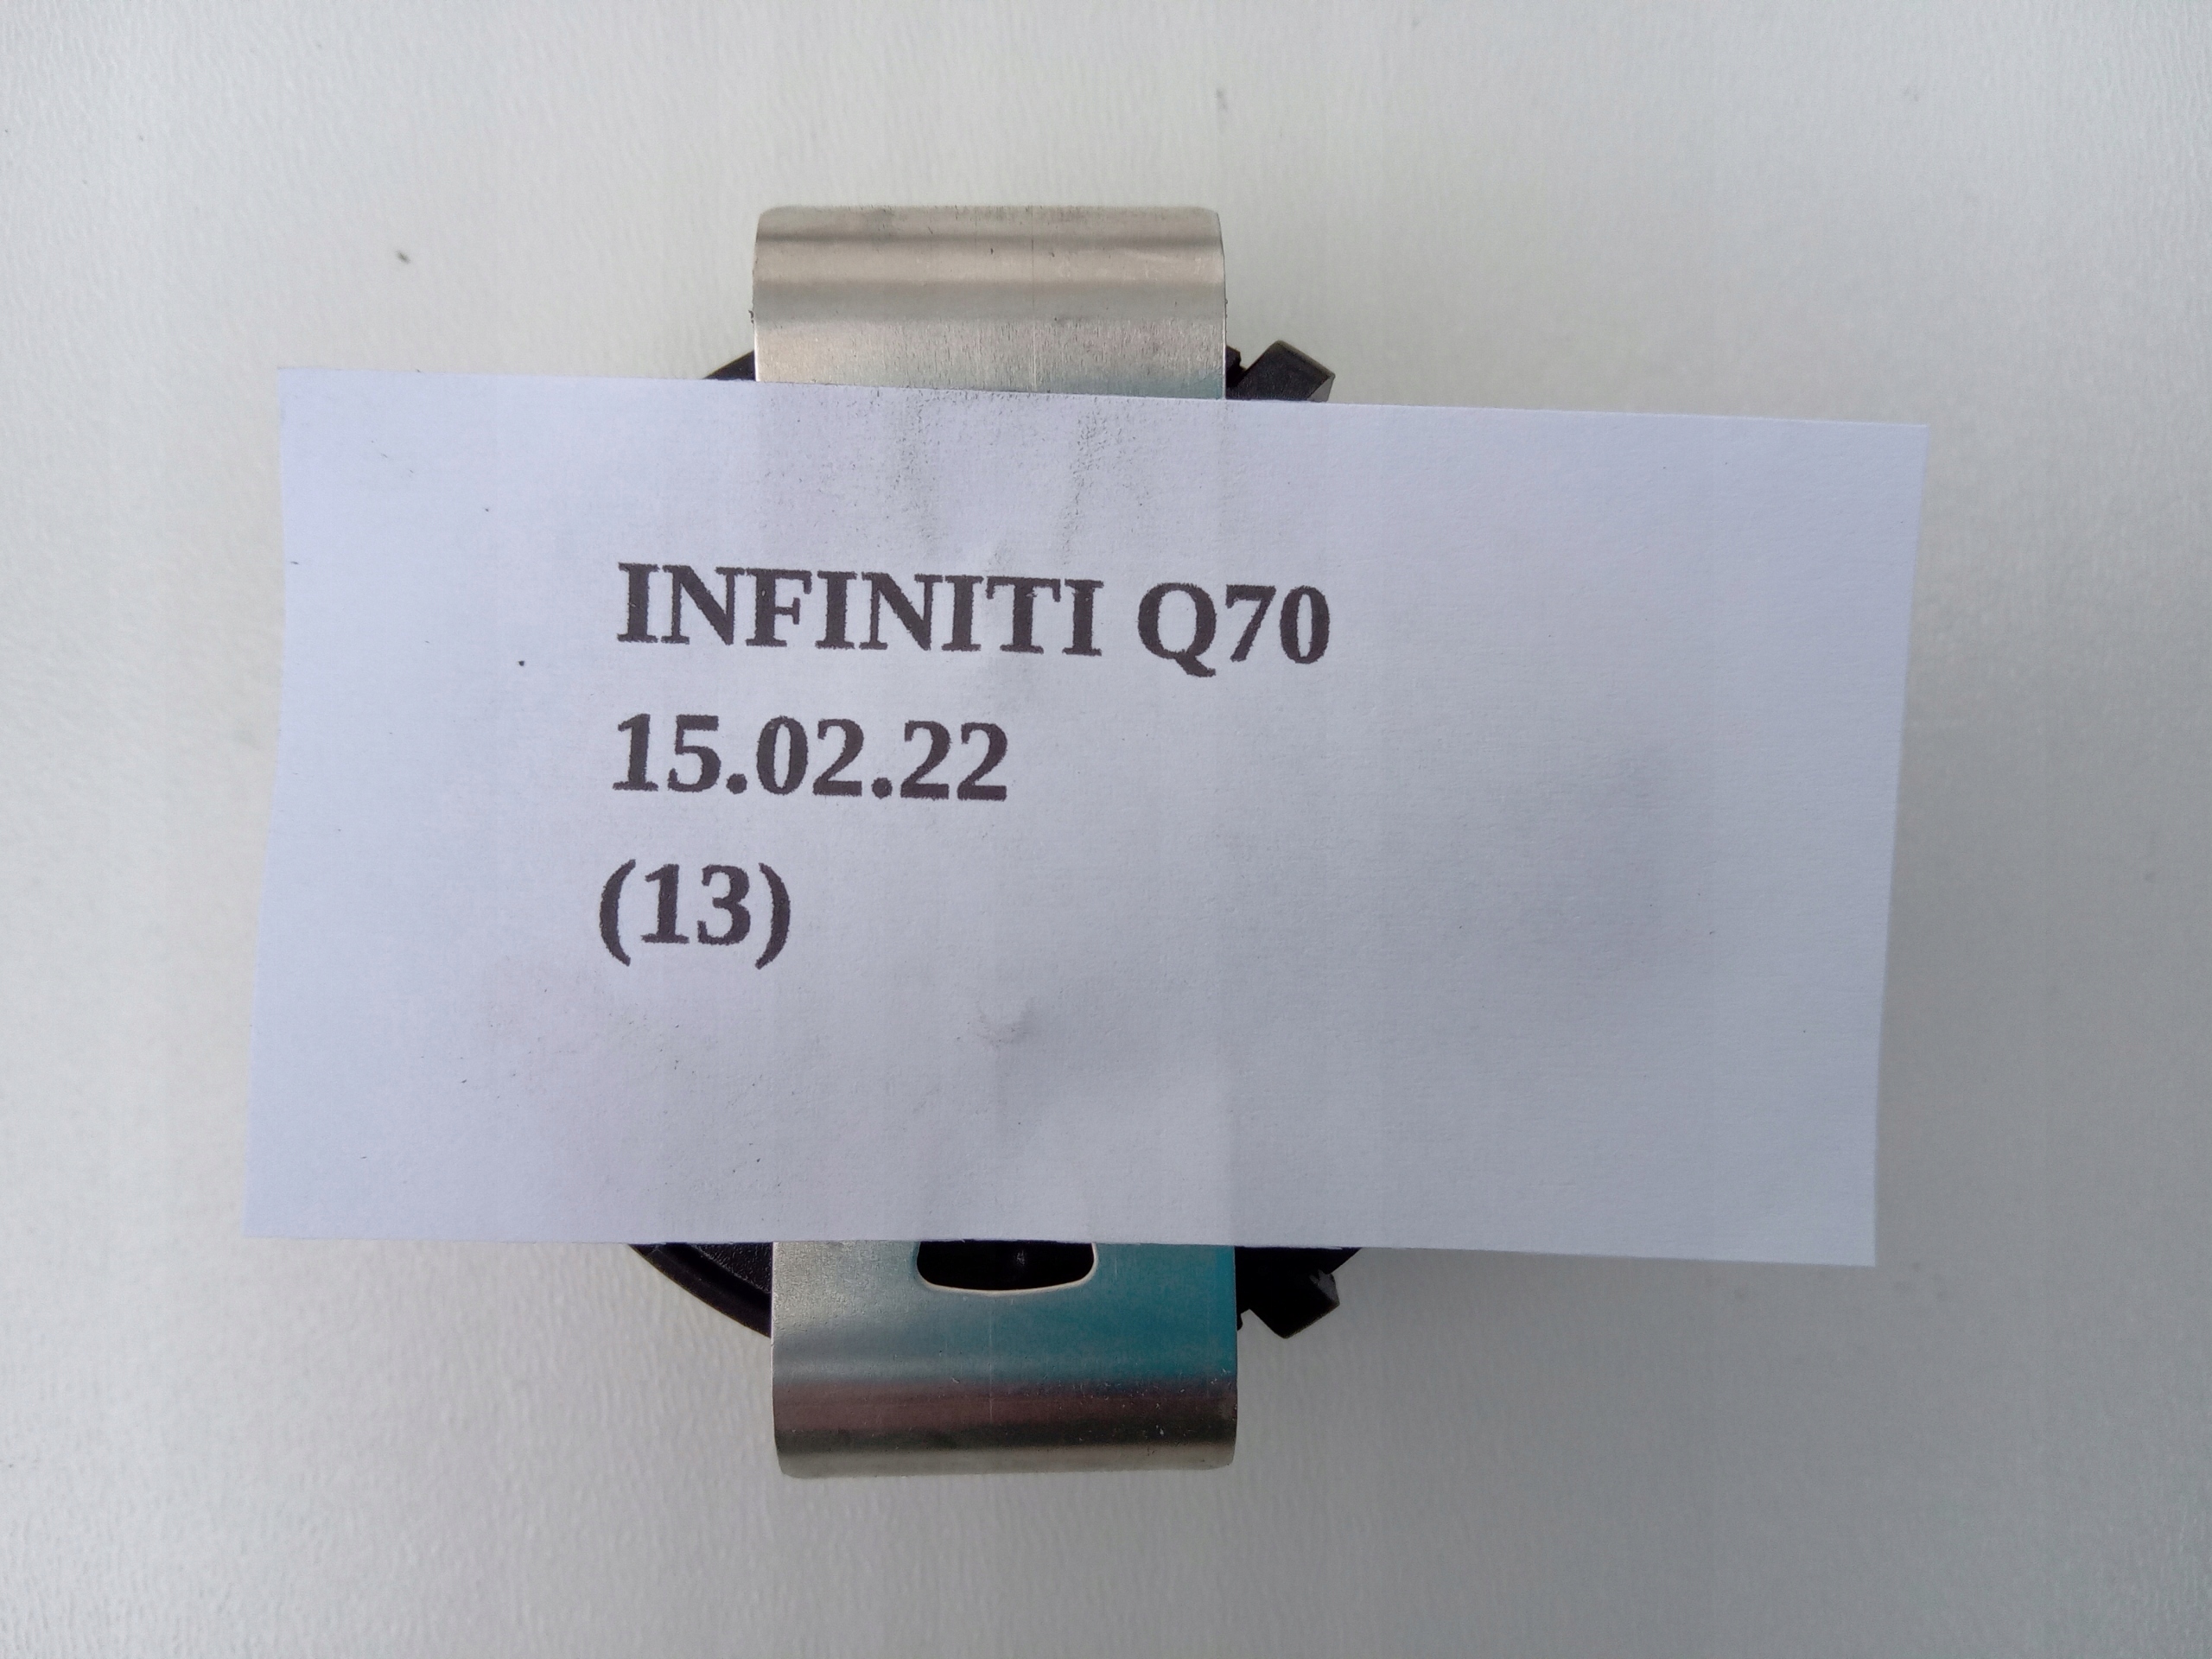 INFINITI Q70
15.02.22
(13)